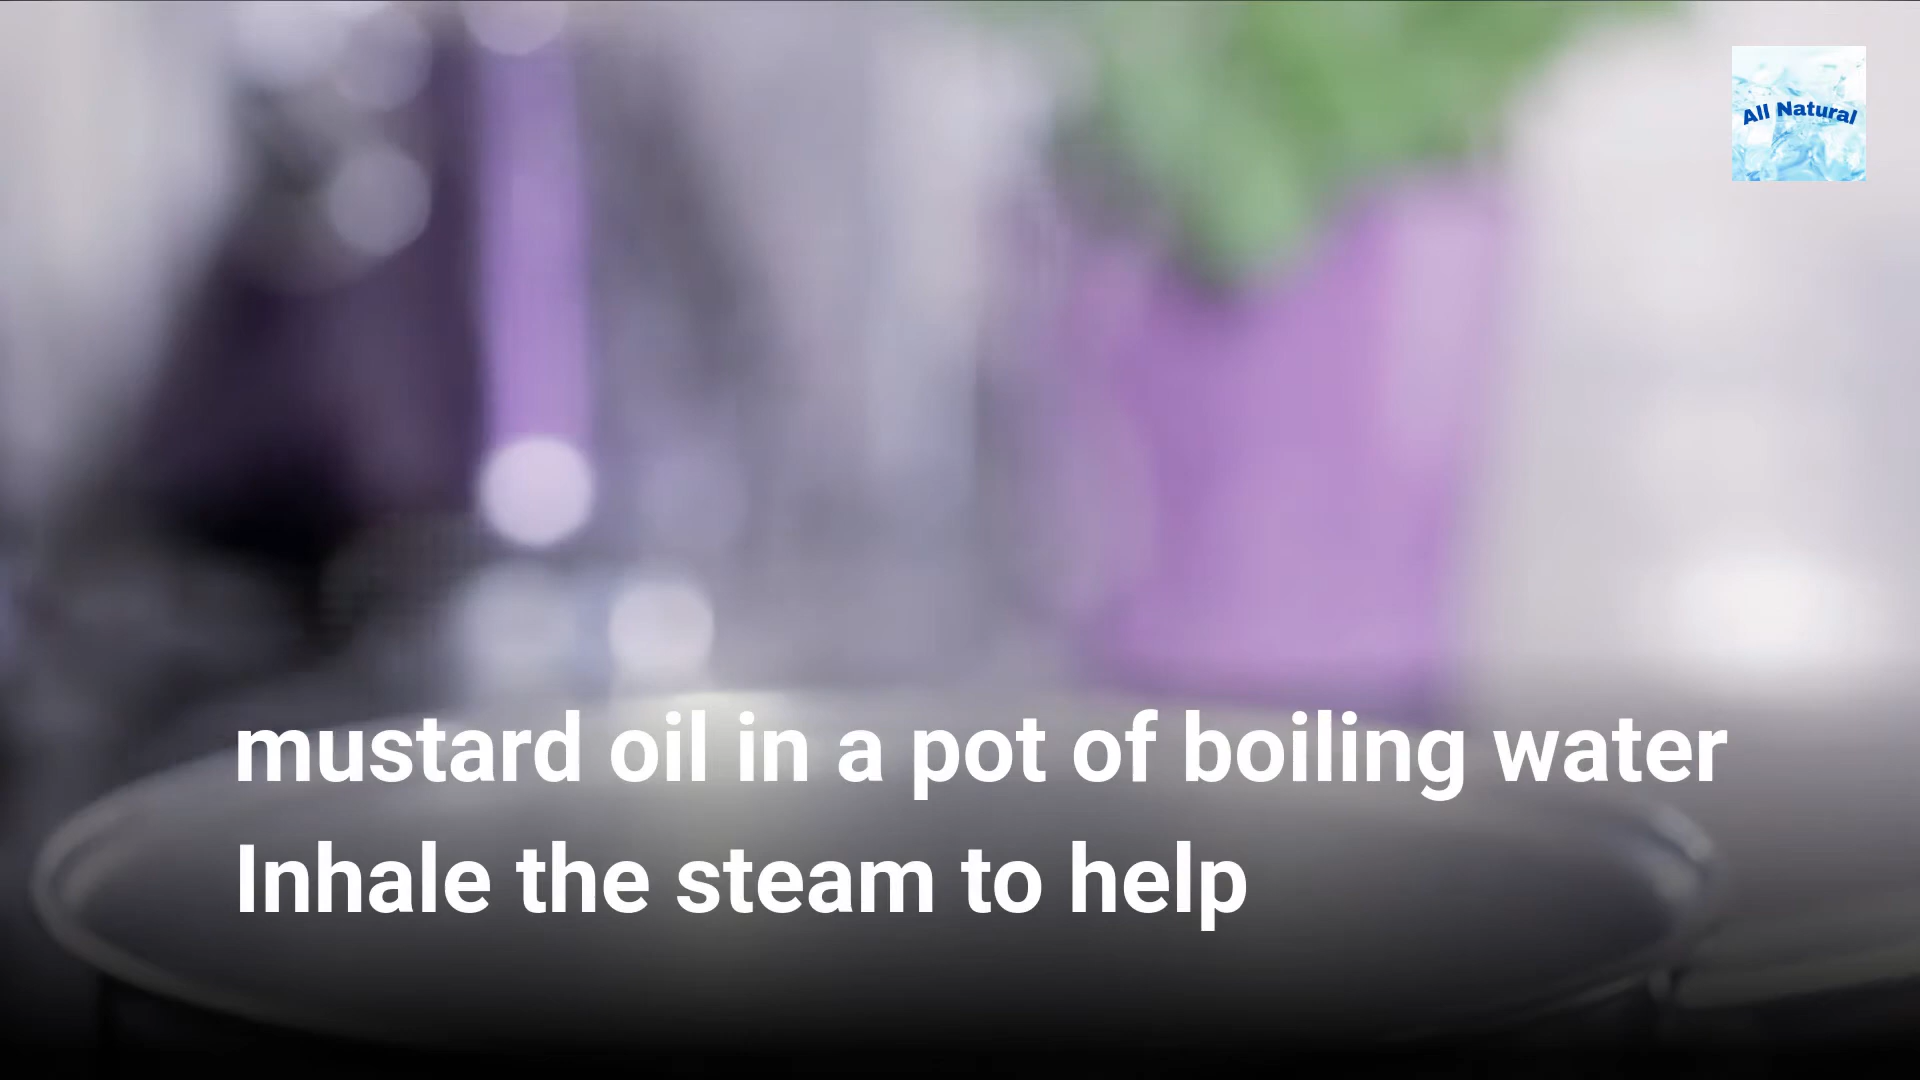 All Natural
mustard oil in a pot of boiling water
Inhale the steam to help